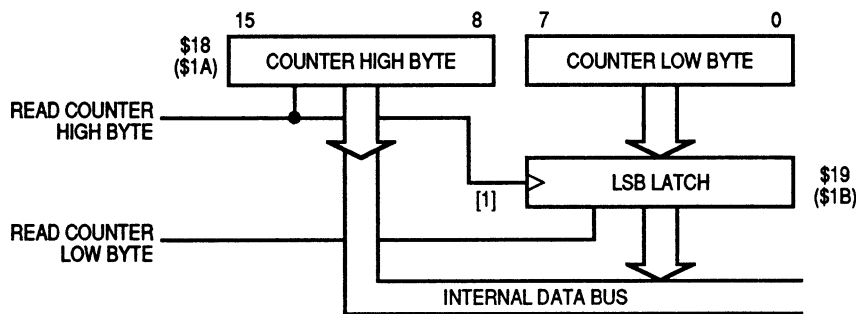 15 8 7 0
$18
($1A)
COUNTER HIGH BYTE
COUNTER LOW BYTE
READ COUNTER
HIGH BYTE
LSB LATCH
$19
($1B)
[1]
READ COUNTER
LOW BYTE
INTERNAL DATA BUS